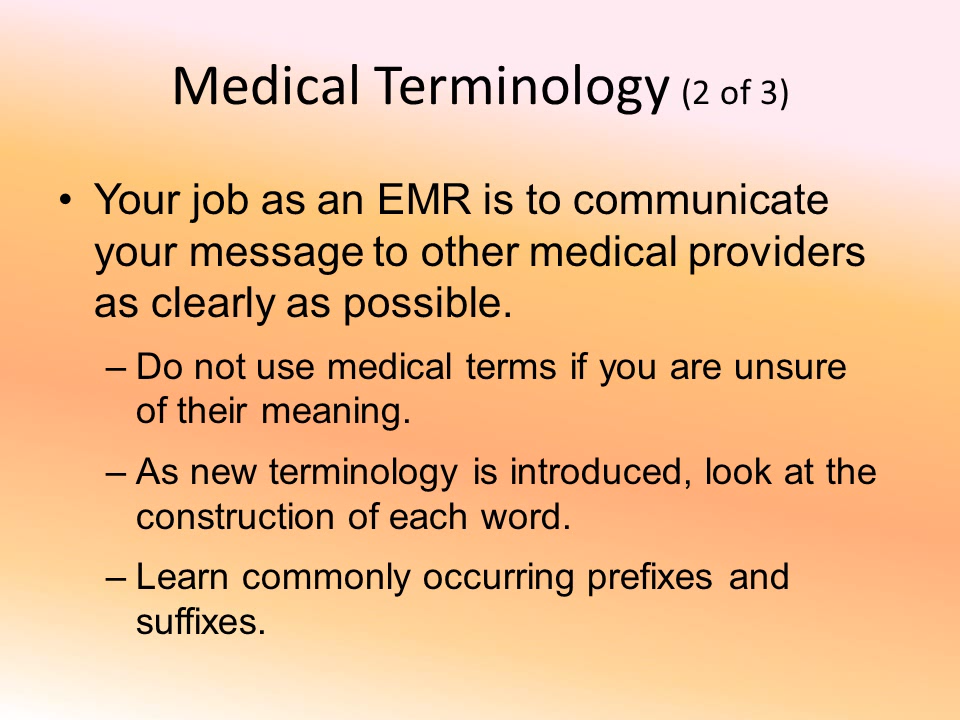 Medical Terminology (2 of 3)
• Your job as an EMR is to communicate
your message to other medical providers
as clearly as possible.
– Do not use medical terms if you are unsure
of their meaning.
– As new terminology is introduced, look at the
construction of each word.
– Learn commonly occurring prefixes and
suffixes.